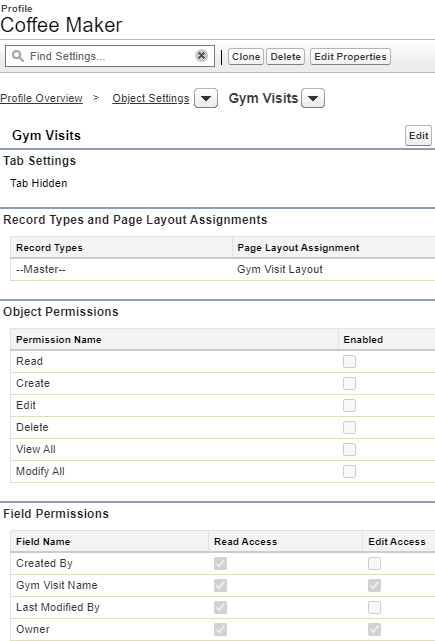 Profile
Coffee Maker
Find Settings...
Clone Delete Edit Properties
Profile Overview > Object Settings Gym Visits
Gym Visits Edit
Tab Settings
Tab Hidden
Record Types and Page Layout Assignments
Record Types Page Layout Assignment
--Master-- Gym Visit Layout
Object Permissions
Permission Name Enabled
Read
Create
Edit
Delete
View All
Modify All
Field Permissions
Field Name Read Access Edit Access
Created By
Gym Visit Name
Last Modified By
Owner